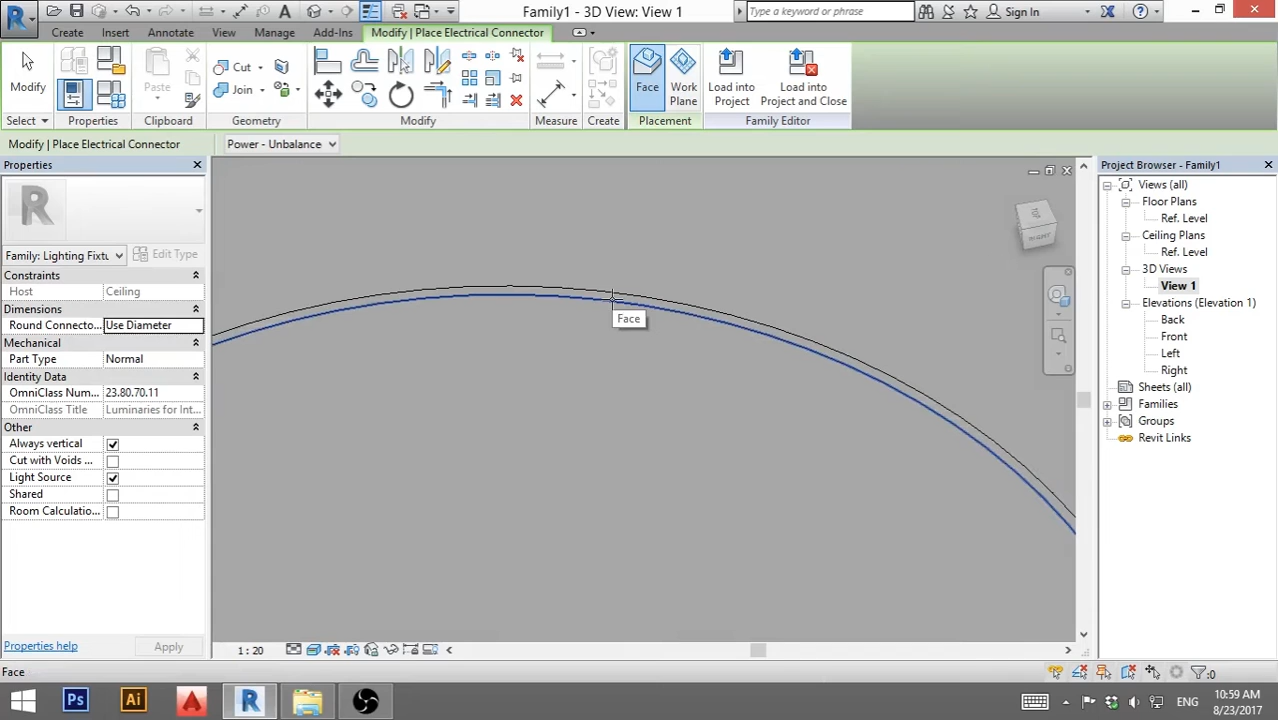 Family1 - 3D View: View 1
Type a keyword or phrase
Sign In
Create
Insert
Annotate
View
Manage
Add-Ins
Modify | Place Electrical Connector
Modify
Paste
Cut
Join
Face
Work
Plane
Load into
Project
Load into
Project and Close
Select
Properties
Clipboard
Geometry
Modify
Measure
Create
Placement
Family Editor
Modify | Place Electrical Connector
Power - Unbalance
Properties
Family: Lighting Fixtu
Edit Type
Constraints
Host Ceiling
Dimensions
Round Connecto... Use Diameter
Mechanical
Part Type Normal
Identity Data
OmniClass Num... 23.80.70.11
OmniClass Title Luminaries for Int...
Other
Always vertical
Cut with Voids ...
Light Source
Shared
Room Calculatio...
Properties help
Apply
Face
RIGHT
Project Browser - Family1
Views (all)
Floor Plans
Ref. Level
Ceiling Plans
Ref. Level
3D Views
View 1
Elevations (Elevation 1)
Back
Front
Left
Right
Sheets (all)
Families
Groups
Revit Links
1 : 20
Face
:0
Ps
Ai
ENG
10:59 AM
8/23/2017